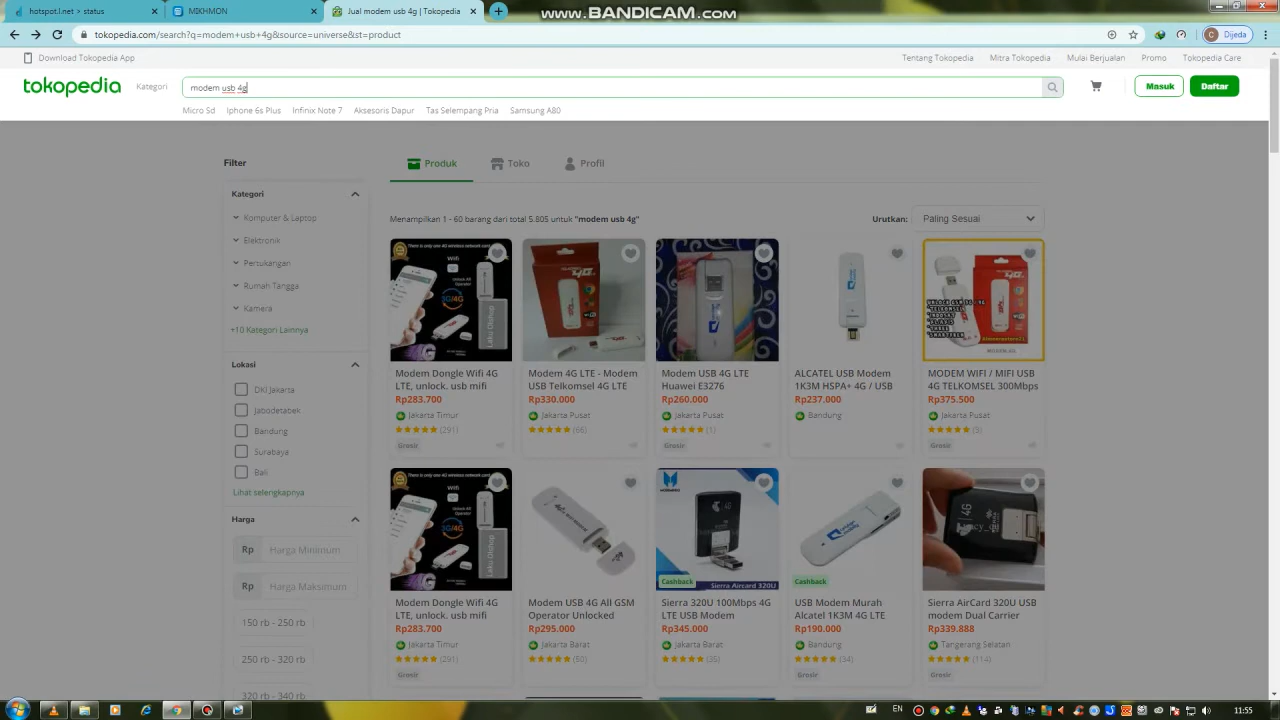 hotspot1.net > status
MIKHMON
Jual modem usb 4g | Tokopedia
www.BANDICAM.com
tokopedia.com/search?q=modem+usb+4g&source=universe&st=product
Dijeda
Download Tokopedia App
Tentang Tokopedia
Mitra Tokopedia
Mulai Berjualan
Promo
Tokopedia Care
tokopedia
Kategori
modem usb 4g
Masuk
Daftar
Micro Sd
Iphone 6s Plus
Infinix Note 7
Aksesoris Dapur
Tas Selempang Pria
Samsung A80
Filter
Produk
Toko
Profil
Kategori
Komputer & Laptop
Elektronik
Pertukangan
Rumah Tangga
Kamera
+10 Kategori Lainnya
Lokasi
DKI Jakarta
Jabodetabek
Bandung
Surabaya
Bali
Lihat selengkapnya
Harga
Rp Harga Minimum
Rp Harga Maksimum
150 rb - 250 rb
250 rb - 320 rb
320 rb - 340 rb
Menampilkan 1 - 60 barang dari total 5.805 untuk "modem usb 4g"
Urutkan:
Paling Sesuai
Modem Dongle Wifi 4G
LTE, unlock. usb mifi
Rp283.700
Jakarta Timur
(291)
Grosir
Modem 4G LTE - Modem
USB Telkomsel 4G LTE
Rp330.000
Jakarta Pusat
(66)
Modem USB 4G LTE
Huawei E3276
Rp260.000
Jakarta Pusat
(1)
Grosir
ALCATEL USB Modem
1K3M HSPA+ 4G / USB
Rp237.000
Bandung
MODEM WIFI / MIFI USB
4G TELKOMSEL 300Mbps
Rp375.500
Jakarta Pusat
(5)
Grosir
Modem Dongle Wifi 4G
LTE, unlock. usb mifi
Rp283.700
Jakarta Timur
(291)
Grosir
Modem USB 4G All GSM
Operator Unlocked
Rp295.000
Jakarta Barat
(50)
Cashback
Sierra Aircard 320U
Sierra 320U 100Mbps 4G
LTE USB Modem
Rp345.000
Jakarta Barat
(35)
Cashback
USB Modem Murah
Alcatel 1K3M 4G LTE
Rp190.000
Bandung
(34)
Grosir
Sierra AirCard 320U USB
modem Dual Carrier
Rp339.888
Tangerang Selatan
(114)
EN
11:55